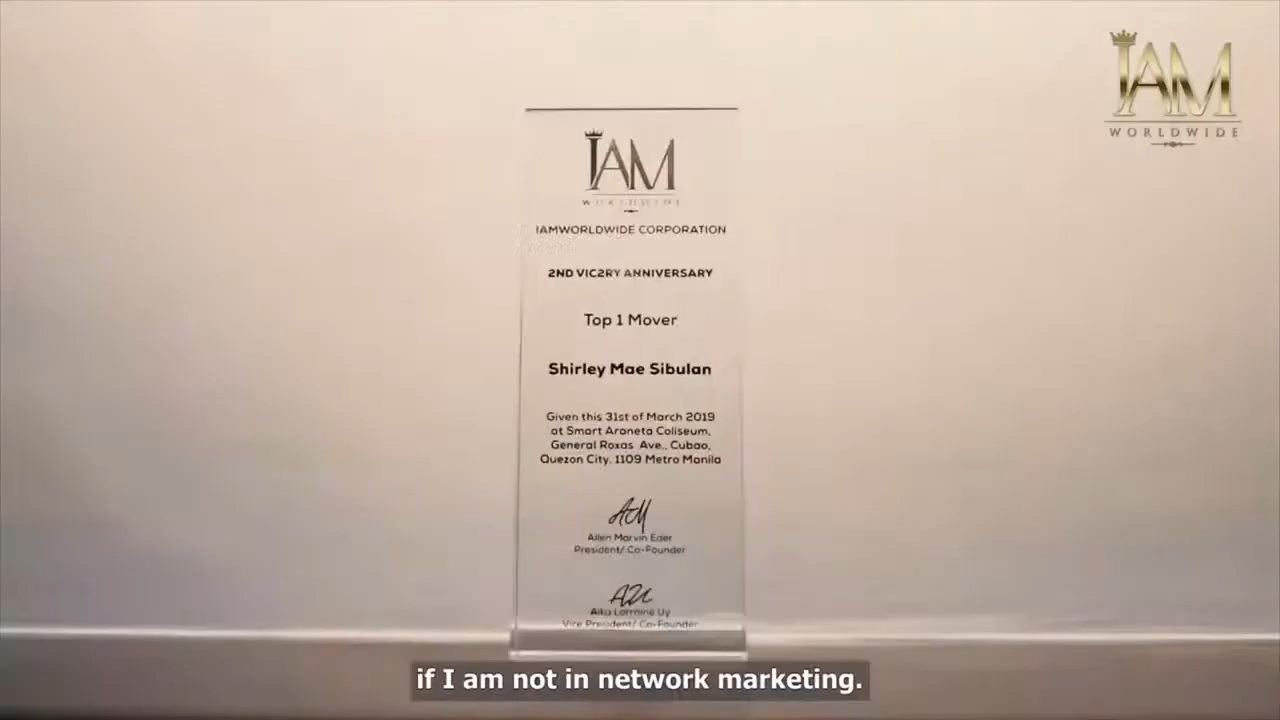 IAM
WORLDWIDE
IAM
WORLDWIDE
IAMWORLDWIDE CORPORATION
2ND VIC2RY ANNIVERSARY
Top 1 Mover
Shirley Mae Sibulan
Given this 31st of March 2019
at Smart Araneta Coliseum,
General Roxas Ave., Cubao,
Quezon City, 1109 Metro Manila
Allen Marvin Eder
President/ Co-Founder
Aika Lorraine Uy
Vice President/ Co-Founder
if I am not in network marketing.